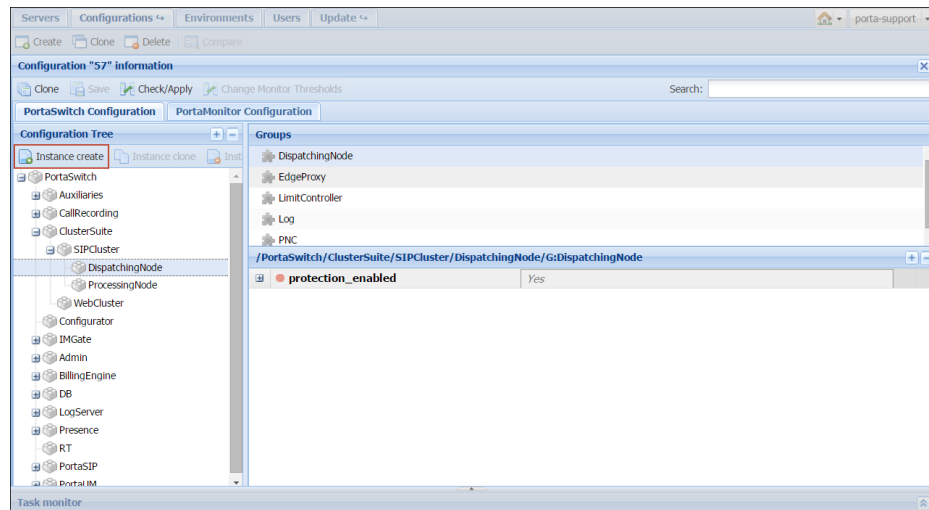 Servers Configurations Environments Users Update porta-support
Create Clone Delete Compare
Configuration "57" information
Clone Save Check/Apply Change Monitor Thresholds Search:
PortaSwitch Configuration PortaMonitor Configuration
Configuration Tree Groups
Instance create Instance clone Inst DispatchingNode
PortaSwitch EdgeProxy
Auxiliaries LimitController
CallRecording Log
ClusterSuite PNC
SIPCluster /PortaSwitch/ClusterSuite/SIPCluster/DispatchingNode/G:DispatchingNode
DispatchingNode protection_enabled Yes
ProcessingNode
WebCluster
Configurator
IMGate
Admin
BillingEngine
DB
LogServer
Presence
RT
PortaSIP
PortaUM
Task monitor